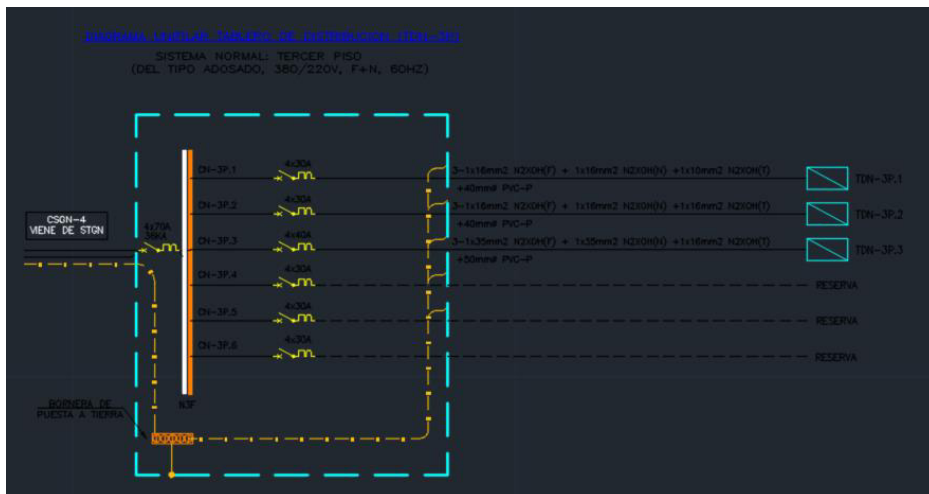 DIAGRAMA UNIFILAR TABLERO DE DISTRIBUCION (TDN-3P)
SISTEMA NORMAL: TERCER PISO
(DEL TIPO ADOSADO, 380/220V, F+N, 60HZ)
CN-3P.1
4x30A
3-1x16mm2 N2XOH(F) + 1x16mm2 N2XOH(N) +1x16mm2 N2XOH(T)
+40mmø PVC-P
TDN-3P.1
CN-3P.2
4x30A
3-1x16mm2 N2XOH(F) + 1x16mm2 N2XOH(N) +1x16mm2 N2XOH(T)
+40mmø PVC-P
TDN-3P.2
CSGN-4
VIENE DE STGN
4x70A
36KA
CN-3P.3
4x40A
3-1x35mm2 N2XOH(F) + 1x35mm2 N2XOH(N) +1x16mm2 N2XOH(T)
+50mmø PVC-P
TDN-3P.3
CN-3P.4
4x30A
RESERVA
CN-3P.5
4x30A
RESERVA
CN-3P.6
4x30A
RESERVA
N3F
BORNERA DE
PUESTA A TIERRA